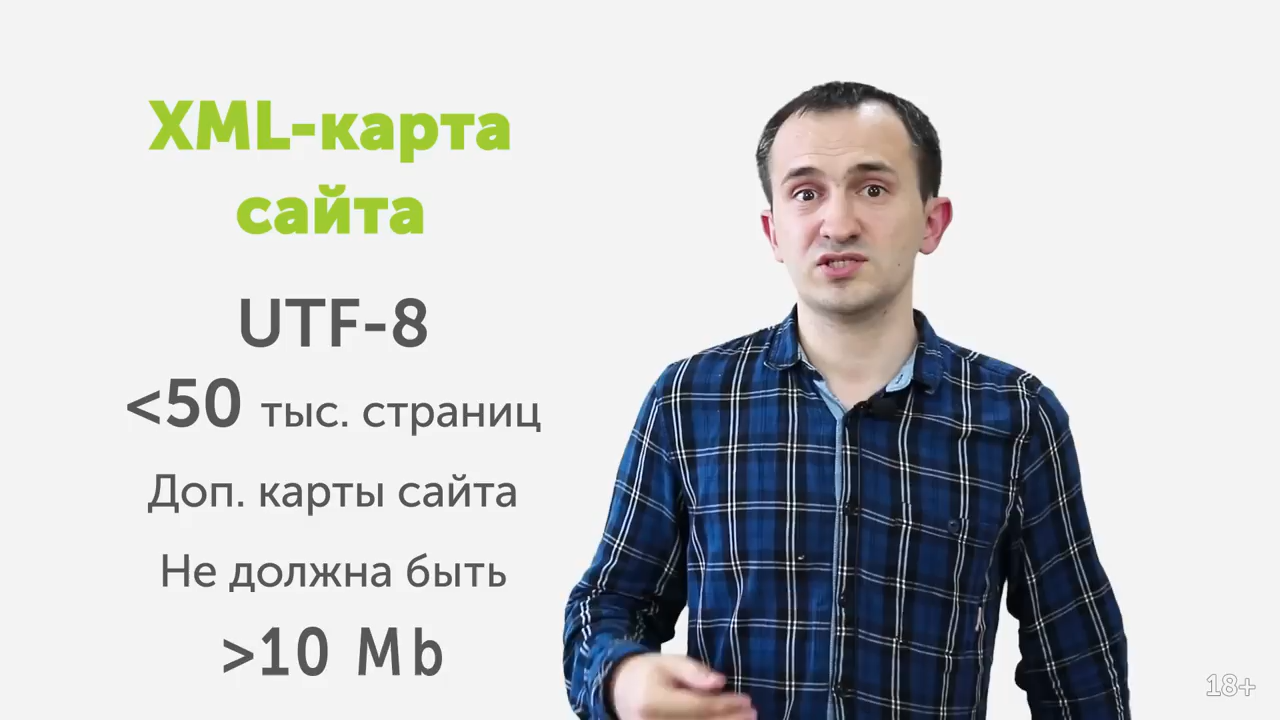 XML-карта
сайта
UTF-8
<50 тыс. страниц
Доп. карты сайта
Не должна быть
>10 Mb
18+